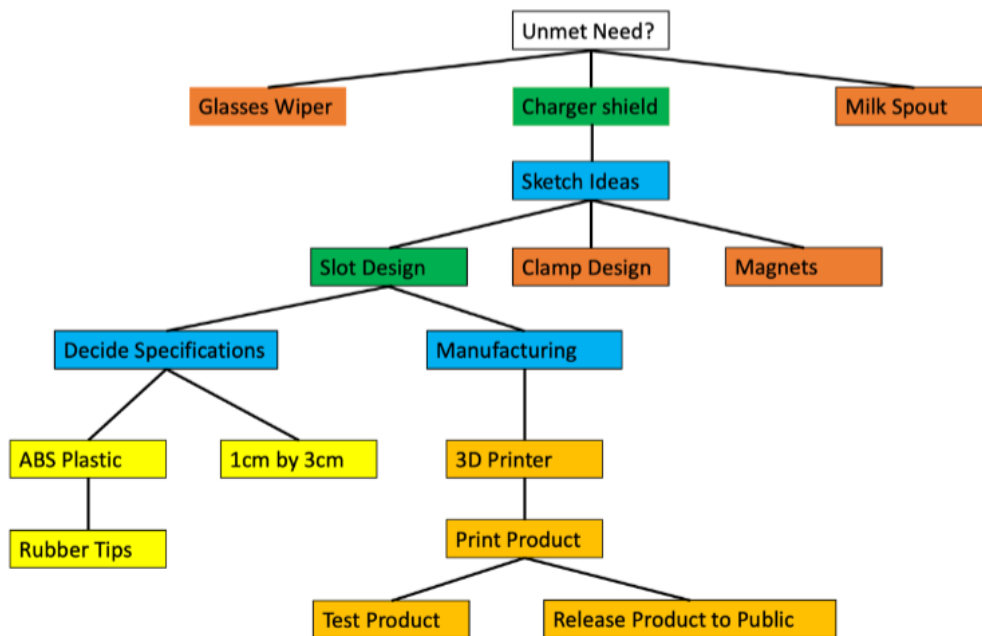 Unmet Need?
Glasses Wiper
Charger shield
Milk Spout
Sketch Ideas
Slot Design
Clamp Design
Magnets
Decide Specifications
Manufacturing
ABS Plastic
1cm by 3cm
3D Printer
Rubber Tips
Print Product
Test Product
Release Product to Public